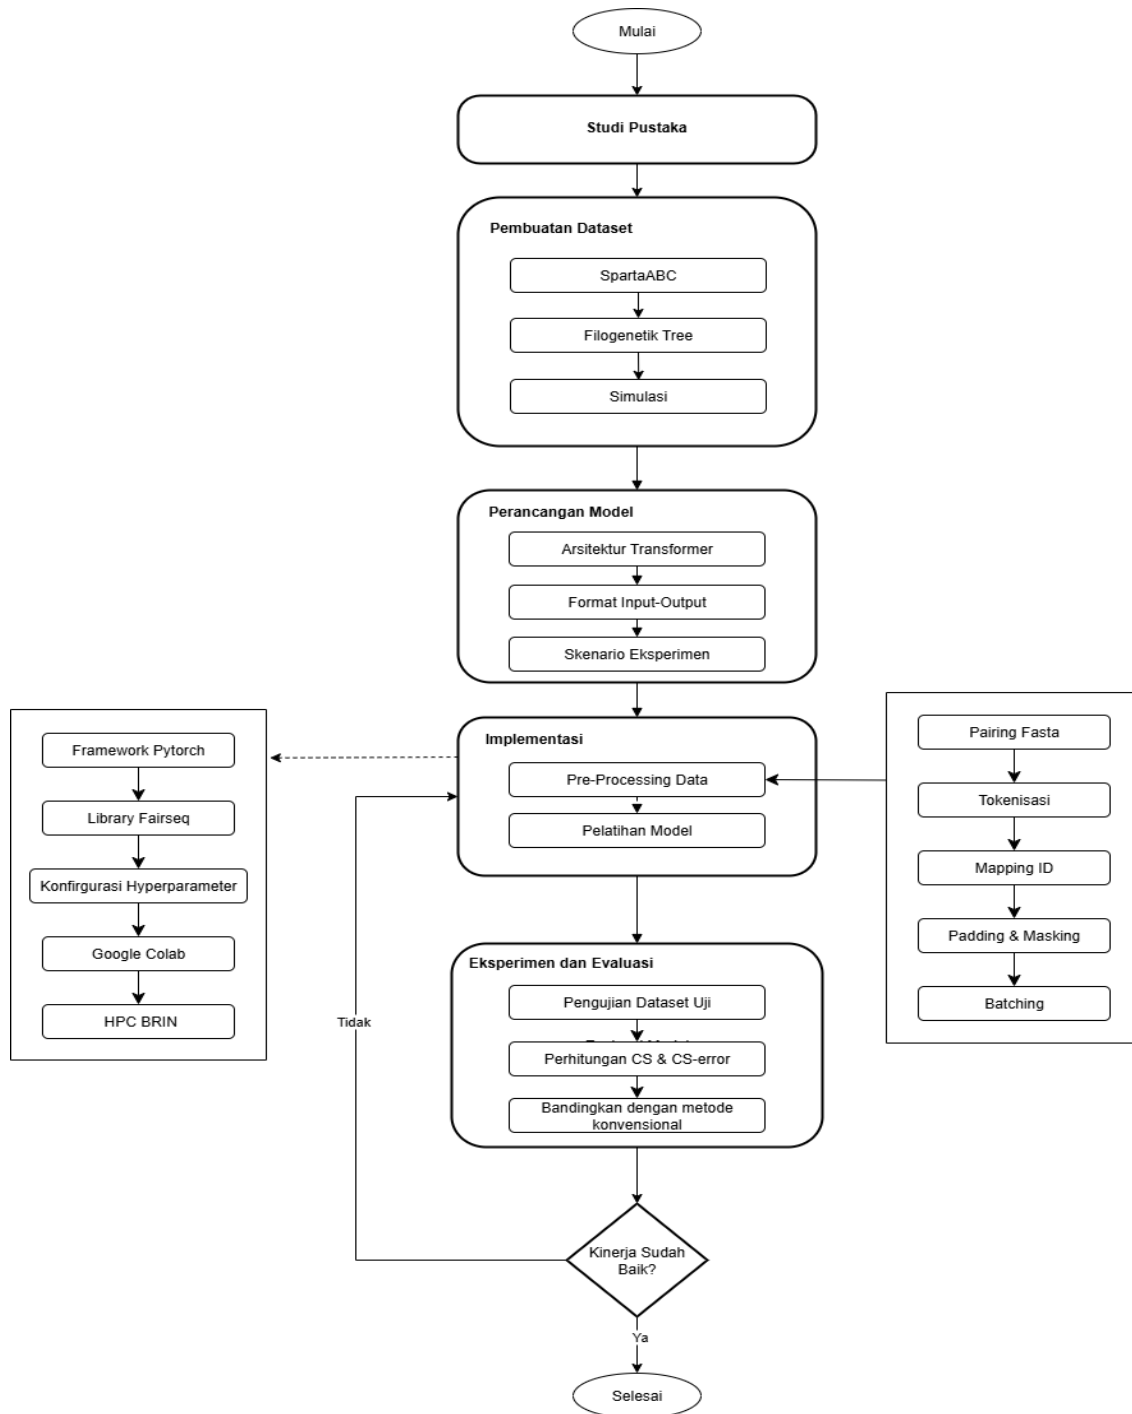 Mulai
Studi Pustaka
Pembuatan Dataset
SpartaABC
Filogenetik Tree
Simulasi
Perancangan Model
Arsitektur Transformer
Format Input-Output
Skenario Eksperimen
Implementasi
Pre-Processing Data
Pelatihan Model
Framework Pytorch
Library Fairseq
Konfirgurasi Hyperparameter
Google Colab
HPC BRIN
Pairing Fasta
Tokenisasi
Mapping ID
Padding & Masking
Batching
Eksperimen dan Evaluasi
Pengujian Dataset Uji
Perhitungan CS & CS-error
Bandingkan dengan metode
konvensional
Tidak
Kinerja Sudah
Baik?
Ya
Selesai